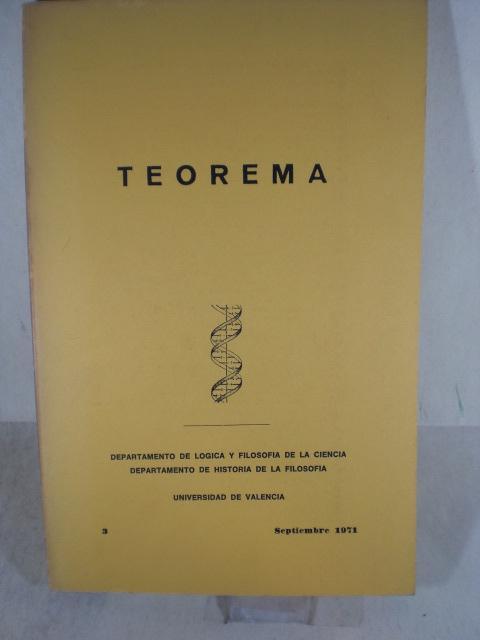 TEOREMA
DEPARTAMENTO DE LOGICA Y FILOSOFIA DE LA CIENCIA
DEPARTAMENTO DE HISTORIA DE LA FILOSOFIA
UNIVERSIDAD DE VALENCIA
3 Septiembre 1971